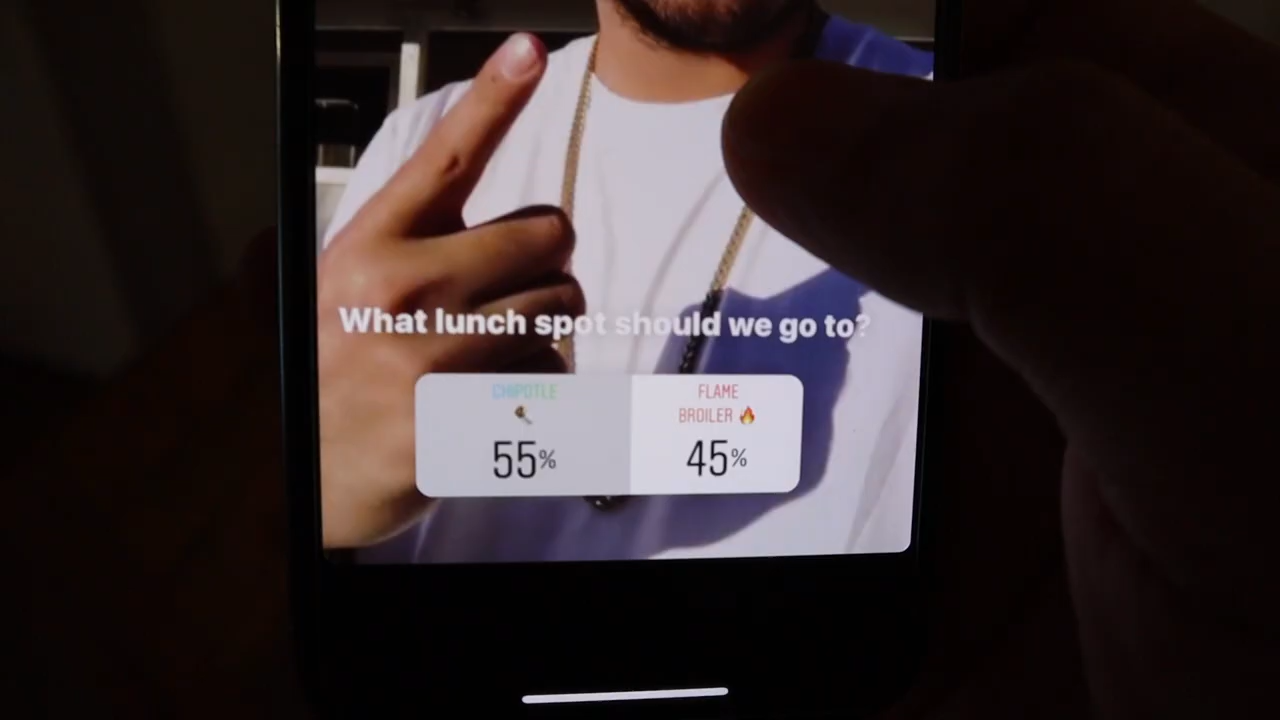 What lunch spot should we go to?
CHIPOTLE
55%
FLAME
BROILER 🔥
45%